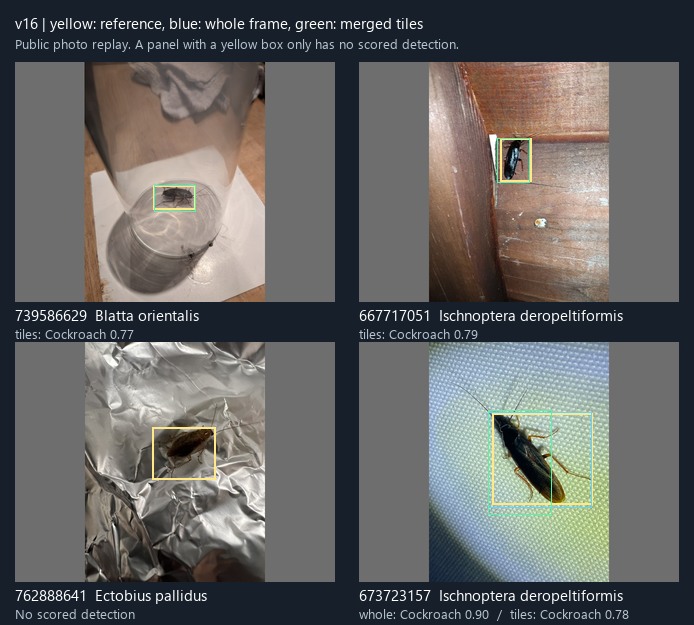 v16 | yellow: reference, blue: whole frame, green: merged tiles
Public photo replay. A panel with a yellow box only has no scored detection.
739586629 Blatta orientalis
tiles: Cockroach 0.77
667717051 Ischnoptera deropeltiformis
tiles: Cockroach 0.79
762888641 Ectobius pallidus
No scored detection
673723157 Ischnoptera deropeltiformis
whole: Cockroach 0.90 / tiles: Cockroach 0.78